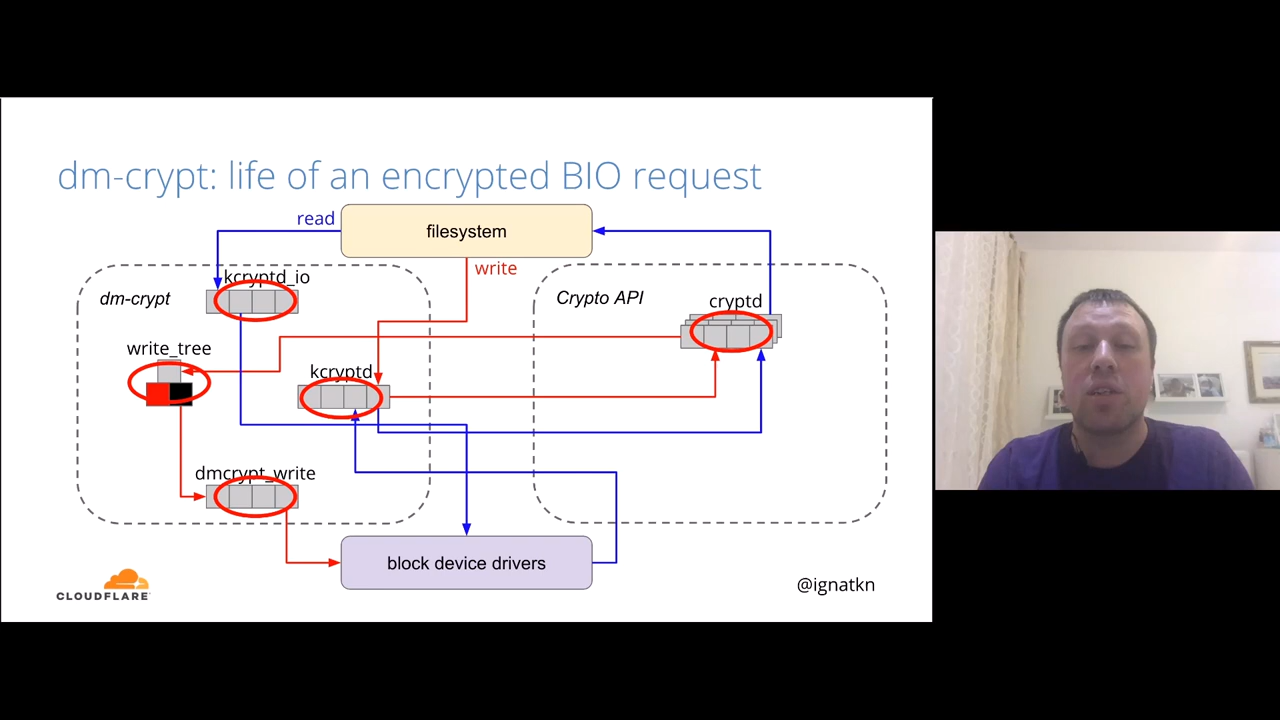 dm-crypt: life of an encrypted BIO request
read
filesystem
write
kcryptd_io
dm-crypt
Crypto API
cryptd
write_tree
kcryptd
dmcrypt_write
block device drivers
CLOUDFLARE
@ignatkn